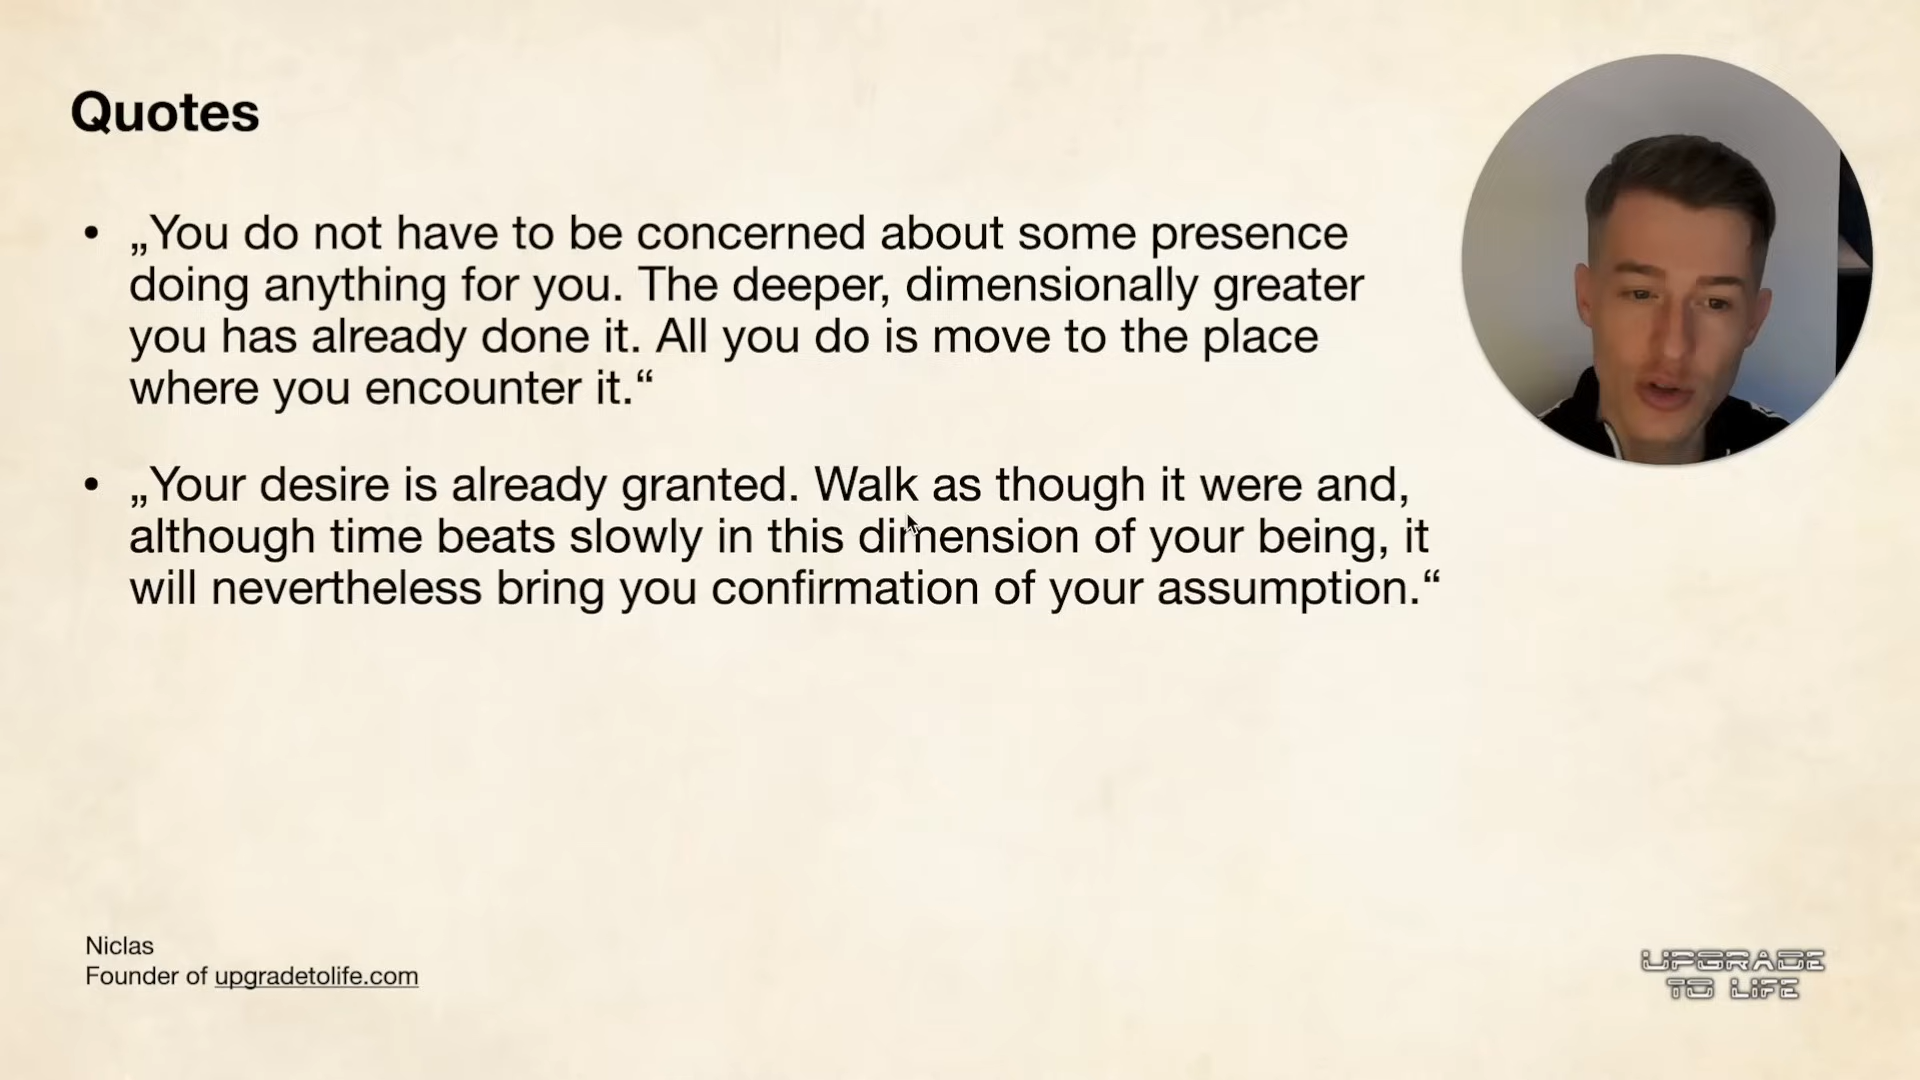 Quotes
• „You do not have to be concerned about some presence
doing anything for you. The deeper, dimensionally greater
you has already done it. All you do is move to the place
where you encounter it.“
• „Your desire is already granted. Walk as though it were and,
although time beats slowly in this dimension of your being, it
will nevertheless bring you confirmation of your assumption.“
Niclas
Founder of upgradetolife.com
UPGRADE
TO LIFE